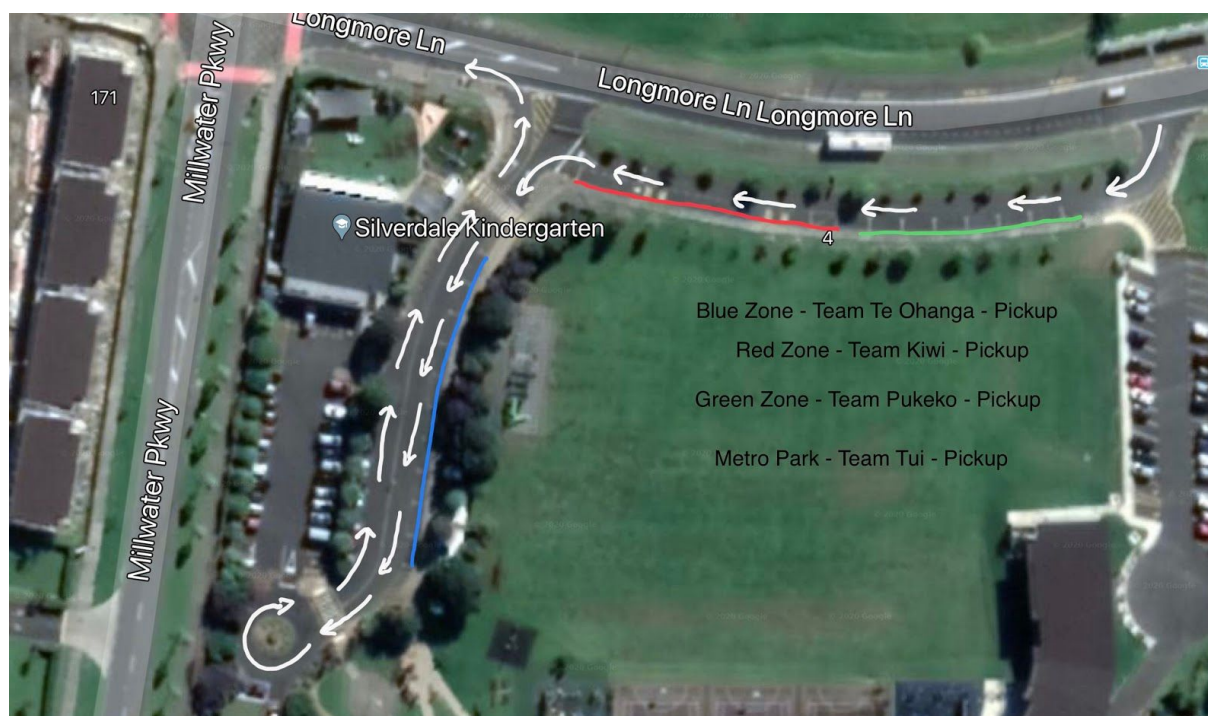 Longmore Ln
Millwater Pkwy
171
Longmore Ln Longmore Ln
Silverdale Kindergarten
4
Blue Zone - Team Te Ohanga - Pickup
Red Zone - Team Kiwi - Pickup
Green Zone - Team Pukeko - Pickup
Metro Park - Team Tui - Pickup
Millwater Pkwy